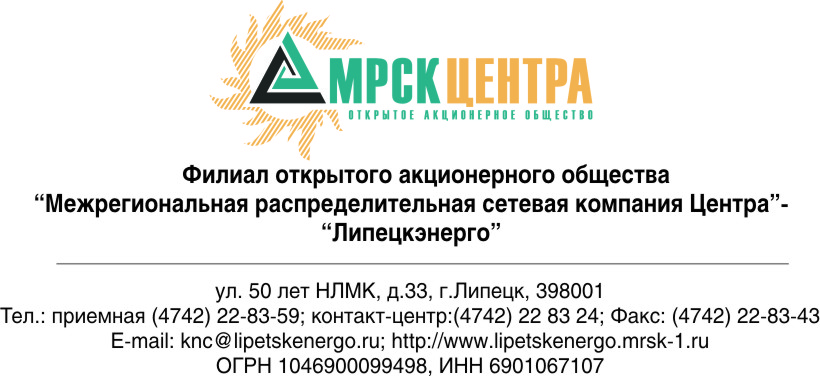 МРСК ЦЕНТРА
ОТКРЫТОЕ АКЦИОНЕРНОЕ ОБЩЕСТВО
Филиал открытого акционерного общества
“Межрегиональная распределительная сетевая компания Центра”-
“Липецкэнерго”
ул. 50 лет НЛМК, д.33, г.Липецк, 398001
Тел.: приемная (4742) 22-83-59; контакт-центр:(4742) 22 83 24; Факс: (4742) 22-83-43
E-mail: knc@lipetskenergo.ru; http://www.lipetskenergo.mrsk-1.ru
ОГРН 1046900099498, ИНН 6901067107